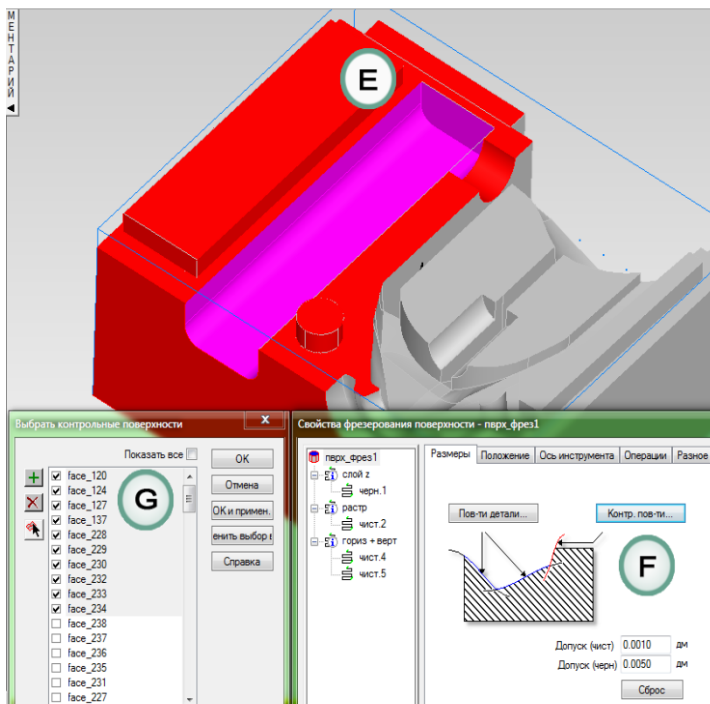 МЕНТАРИЙ
E
Выбрать контрольные поверхности
x
Показать все
OK
Отмена
ОК и примен.
енить выбор в
Справка
face_120
face_124
face_127
face_137
face_228
face_229
face_230
face_232
face_233
face_234
face_238
face_237
face_236
face_235
face_231
face_227
G
Свойства фрезерования поверхности - пврх_фрез1
пврх_фрез1
слой z
черн.1
растр
чист.2
гориз + верт
чист.4
чист.5
Размеры Положение Ось инструмента Операции Разное
Пов-ти детали... Контр. пов-ти...
F
Допуск (чист) 0.0010 дм
Допуск (черн) 0.0050 дм
Сброс